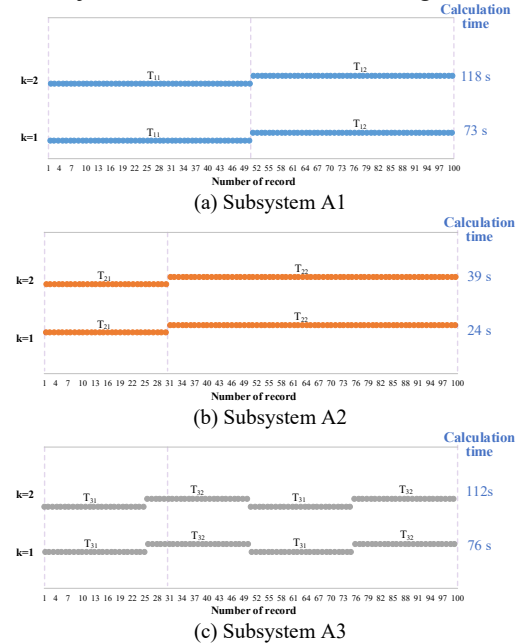 Calculation
time
k=2
T11
T12
118 s
k=1
T11
T12
73 s
1 4 7 10 13 16 19 22 25 28 31 34 37 40 43 46 49 52 55 58 61 64 67 70 73 76 79 82 85 88 91 94 97 100
Number of record
(a) Subsystem A1
Calculation
time
k=2
T21
T22
39 s
k=1
T21
T22
24 s
1 4 7 10 13 16 19 22 25 28 31 34 37 40 43 46 49 52 55 58 61 64 67 70 73 76 79 82 85 88 91 94 97 100
Number of record
(b) Subsystem A2
Calculation
time
k=2
T31
T32
T31
T32
112s
k=1
T31
T32
T31
T32
76 s
1 4 7 10 13 16 19 22 25 28 31 34 37 40 43 46 49 52 55 58 61 64 67 70 73 76 79 82 85 88 91 94 97 100
Number of record
(c) Subsystem A3